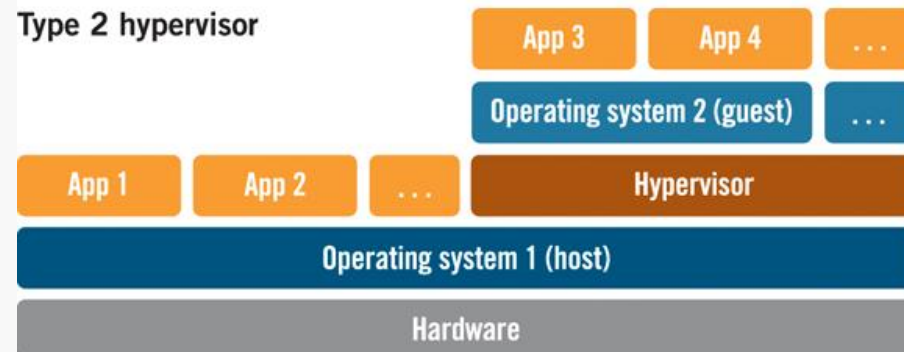 Type 2 hypervisor
App 3 App 4 ...
Operating system 2 (guest) ...
App 1 App 2 ... Hypervisor
Operating system 1 (host)
Hardware